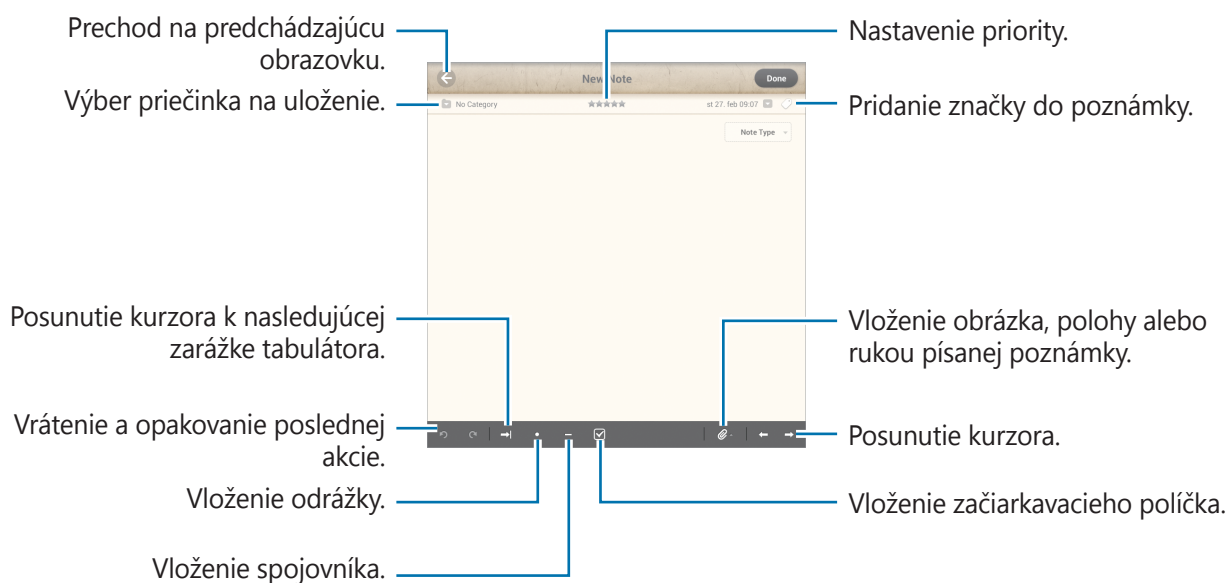 Prechod na predchádzajúcu
obrazovku.
Výber priečinka na uloženie.
Nastavenie priority.
Pridanie značky do poznámky.
New Note
Done
No Category
st 27. feb 09:07
Note Type
Posunutie kurzora k nasledujúcej
zarážke tabulátora.
Vloženie obrázka, polohy alebo
rukou písanej poznámky.
Vrátenie a opakovanie poslednej
akcie.
Posunutie kurzora.
Vloženie odrážky.
Vloženie začiarkavacieho políčka.
Vloženie spojovníka.